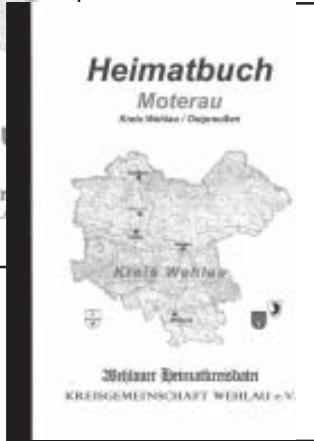 Heimatbuch
Moterau
Kreis Wehlau / Ostpreußen
Kreis Wehlau
Wehlauer Heimatkreisdatei
KREISGEMEINSCHAFT WEHLAU e.V.